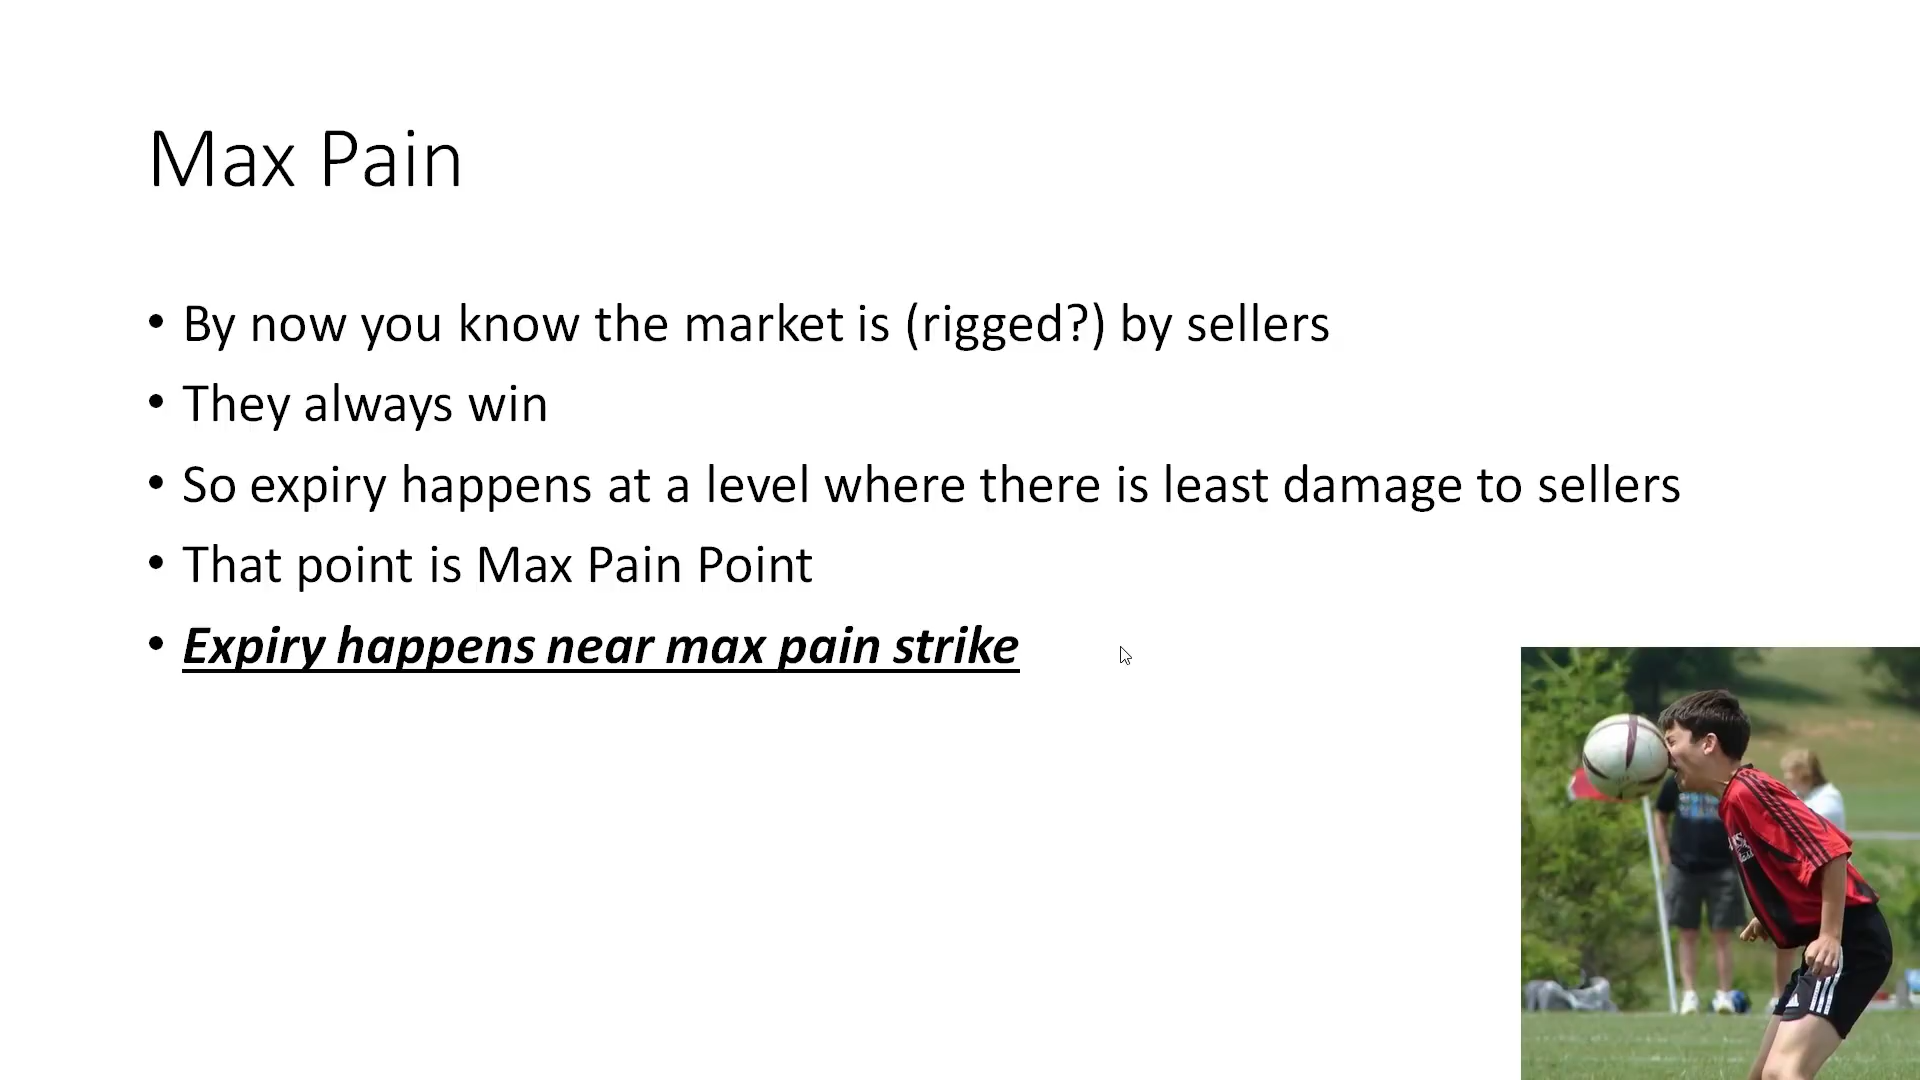 Max Pain
• By now you know the market is (rigged?) by sellers
• They always win
• So expiry happens at a level where there is least damage to sellers
• That point is Max Pain Point
• Expiry happens near max pain strike